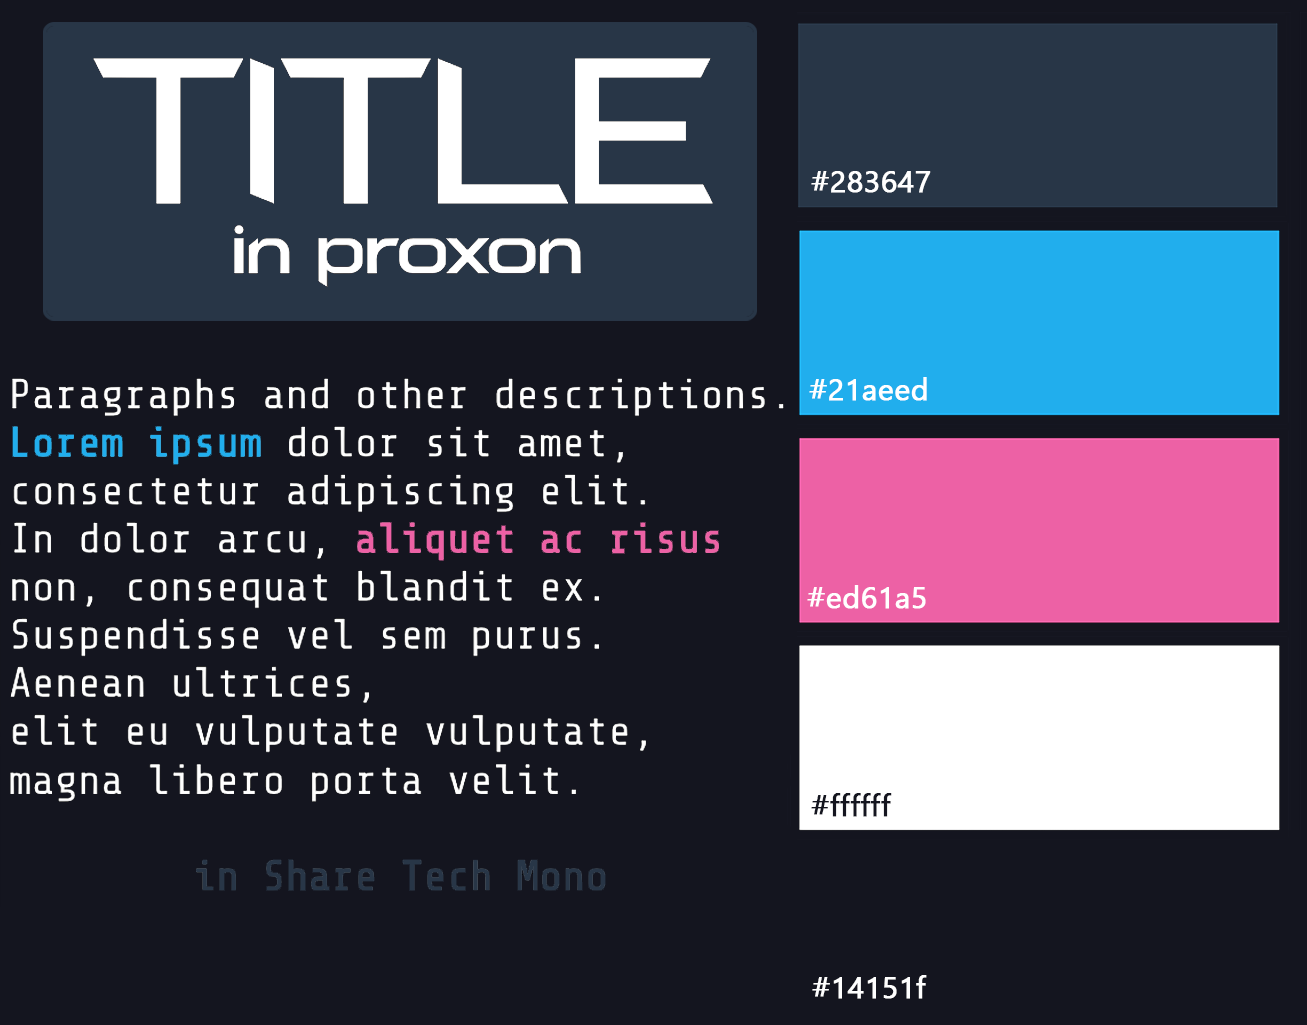 TITLE
in proxon
Paragraphs and other descriptions.
Lorem ipsum dolor sit amet,
consectetur adipiscing elit.
In dolor arcu, aliquet ac risus
non, consequat blandit ex.
Suspendisse vel sem purus.
Aenean ultrices,
elit eu vulputate vulputate,
magna libero porta velit.
in Share Tech Mono
#283647
#21aeed
#ed61a5
#ffffff
#14151f